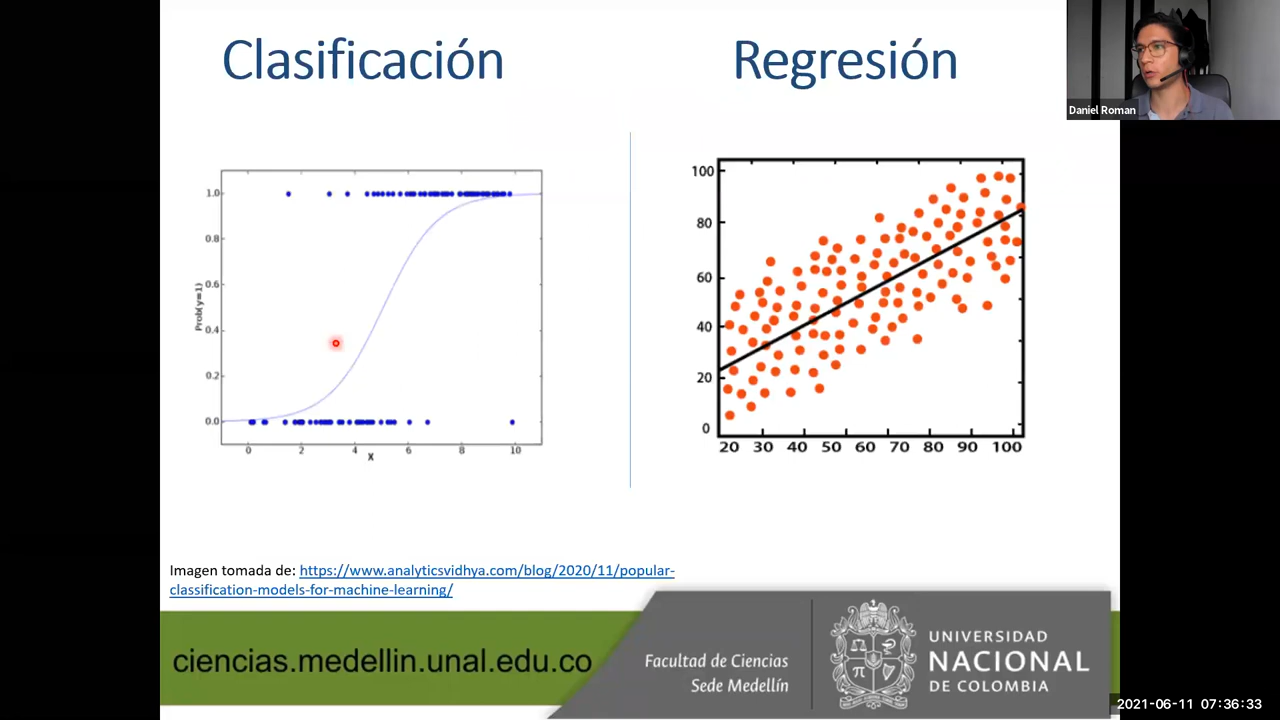 Clasificación
Regresión
Daniel Roman
1.0
0.8
0.6
0.4
0.2
0.0
Prob(y=1)
0 2 4 6 8 10
X
100
80
60
40
20
0
20 30 40 50 60 70 80 90 100
Imagen tomada de: https://www.analyticsvidhya.com/blog/2020/11/popular-
classification-models-for-machine-learning/
ciencias.medellin.unal.edu.co
Facultad de Ciencias
Sede Medellín
π
UNIVERSIDAD
NACIONAL
DE COLOMBIA
2021-06-11 07:36:33